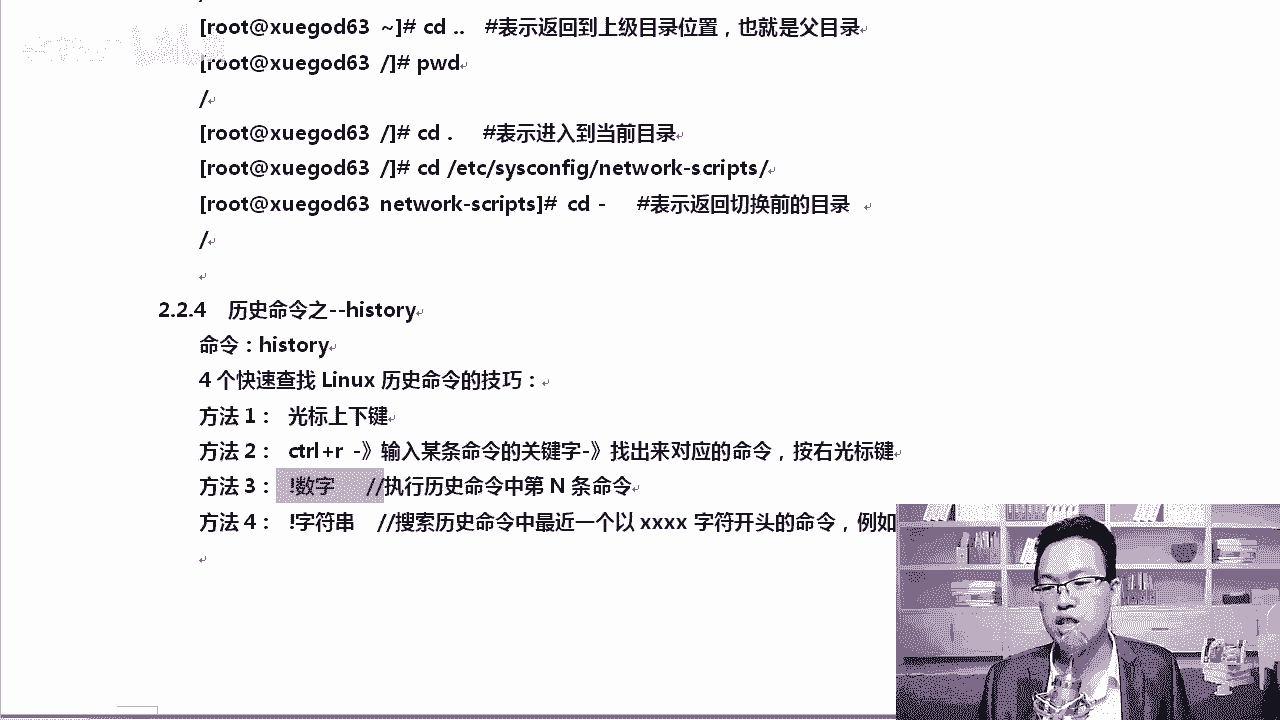 [root@xuegod63 ~]# cd .. #表示返回到上级目录位置，也就是父目录
[root@xuegod63 /]# pwd
/
[root@xuegod63 /]# cd . #表示进入到当前目录
[root@xuegod63 /]# cd /etc/sysconfig/network-scripts/
[root@xuegod63 network-scripts]# cd - #表示返回切换前的目录
/
2.2.4 历史命令之--history
命令：history
4 个快速查找 Linux 历史命令的技巧：
方法 1： 光标上下键
方法 2： ctrl+r -》输入某条命令的关键字-》找出来对应的命令，按右光标键
方法 3： !数字 //执行历史命令中第 N 条命令
方法 4： !字符串 //搜索历史命令中最近一个以 xxxx 字符开头的命令，例如